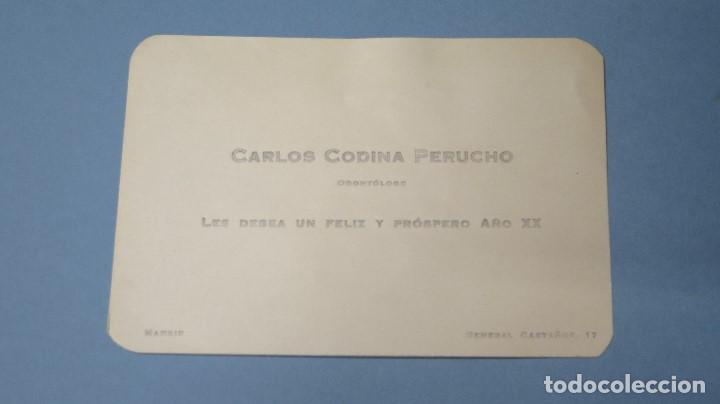 CARLOS CODINA PERUCHO
ODONTÓLOGO
LES DESEA UN FELIZ Y PRÓSPERO AÑO XX
MADRID
GENERAL CASTAÑOS, 17
todocoleccion